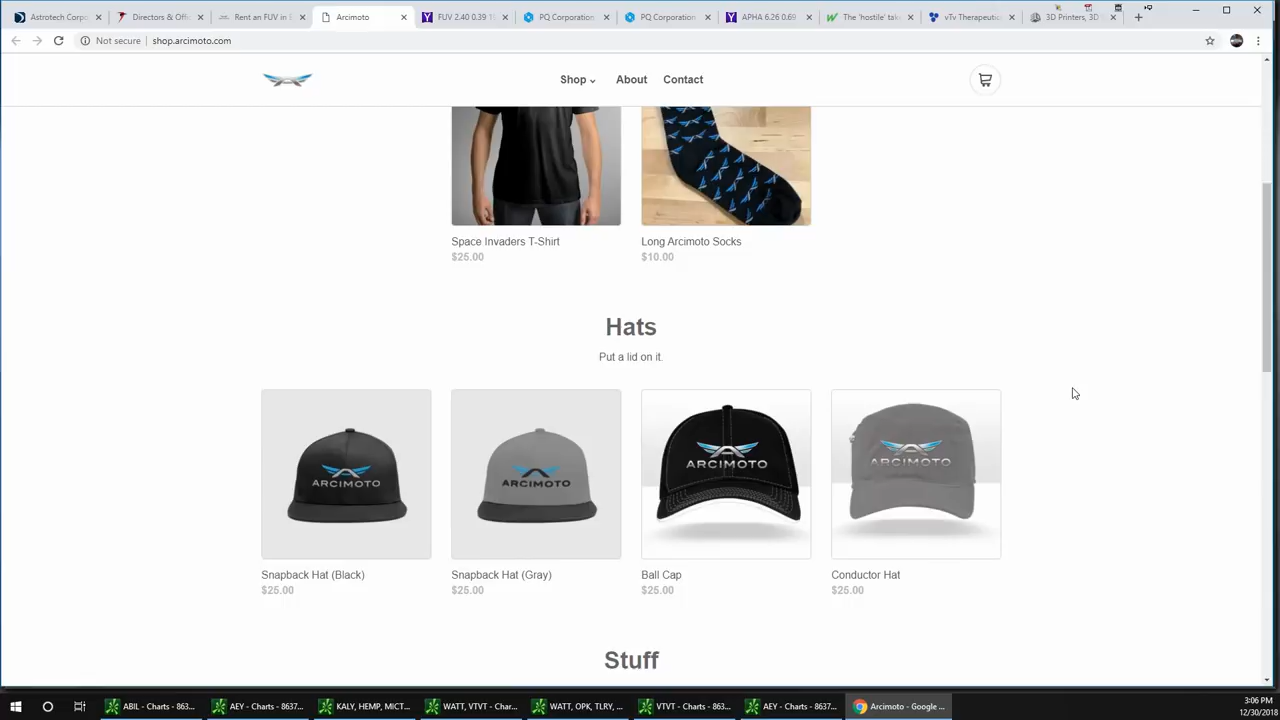 Astrotech Corpo
Directors & Offic
Rent an FUV in E
Arcimoto
FUV 2.40 0.39 19
PQ Corporation
PQ Corporation
APHA 6.26 0.69
The 'hostile' take
vTv Therapeutic
3D Printers, 3D
Not secure | shop.arcimoto.com
Shop About Contact
Space Invaders T-Shirt
$25.00
Long Arcimoto Socks
$10.00
Hats
Put a lid on it.
ARCIMOTO
ARCIMOTO
ARCIMOTO
ARCIMOTO
Snapback Hat (Black)
$25.00
Snapback Hat (Gray)
$25.00
Ball Cap
$25.00
Conductor Hat
$25.00
Stuff
ABIL - Charts - 863...
AEY - Charts - 8637...
KALY, HEMP, MICT...
WATT, VTVT - Char...
WATT, OPK, TLRY, ...
VTVT - Charts - 863...
AEY - Charts - 8637...
Arcimoto - Google ...
3:06 PM
12/30/2018